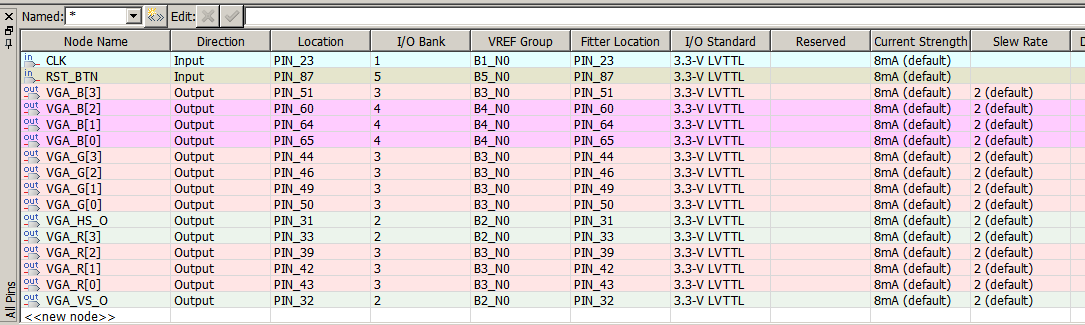 Named: * «» Edit:
Node Name Direction Location I/O Bank VREF Group Fitter Location I/O Standard Reserved Current Strength Slew Rate D
in CLK Input PIN_23 1 B1_N0 PIN_23 3.3-V LVTTL 8mA (default)
in RST_BTN Input PIN_87 5 B5_N0 PIN_87 3.3-V LVTTL 8mA (default)
out VGA_B[3] Output PIN_51 3 B3_N0 PIN_51 3.3-V LVTTL 8mA (default) 2 (default)
out VGA_B[2] Output PIN_60 4 B4_N0 PIN_60 3.3-V LVTTL 8mA (default) 2 (default)
out VGA_B[1] Output PIN_64 4 B4_N0 PIN_64 3.3-V LVTTL 8mA (default) 2 (default)
out VGA_B[0] Output PIN_65 4 B4_N0 PIN_65 3.3-V LVTTL 8mA (default) 2 (default)
out VGA_G[3] Output PIN_44 3 B3_N0 PIN_44 3.3-V LVTTL 8mA (default) 2 (default)
out VGA_G[2] Output PIN_46 3 B3_N0 PIN_46 3.3-V LVTTL 8mA (default) 2 (default)
out VGA_G[1] Output PIN_49 3 B3_N0 PIN_49 3.3-V LVTTL 8mA (default) 2 (default)
out VGA_G[0] Output PIN_50 3 B3_N0 PIN_50 3.3-V LVTTL 8mA (default) 2 (default)
out VGA_HS_O Output PIN_31 2 B2_N0 PIN_31 3.3-V LVTTL 8mA (default) 2 (default)
out VGA_R[3] Output PIN_33 2 B2_N0 PIN_33 3.3-V LVTTL 8mA (default) 2 (default)
out VGA_R[2] Output PIN_39 3 B3_N0 PIN_39 3.3-V LVTTL 8mA (default) 2 (default)
out VGA_R[1] Output PIN_42 3 B3_N0 PIN_42 3.3-V LVTTL 8mA (default) 2 (default)
out VGA_R[0] Output PIN_43 3 B3_N0 PIN_43 3.3-V LVTTL 8mA (default) 2 (default)
out VGA_VS_O Output PIN_32 2 B2_N0 PIN_32 3.3-V LVTTL 8mA (default) 2 (default)
<<new node>>
All Pins